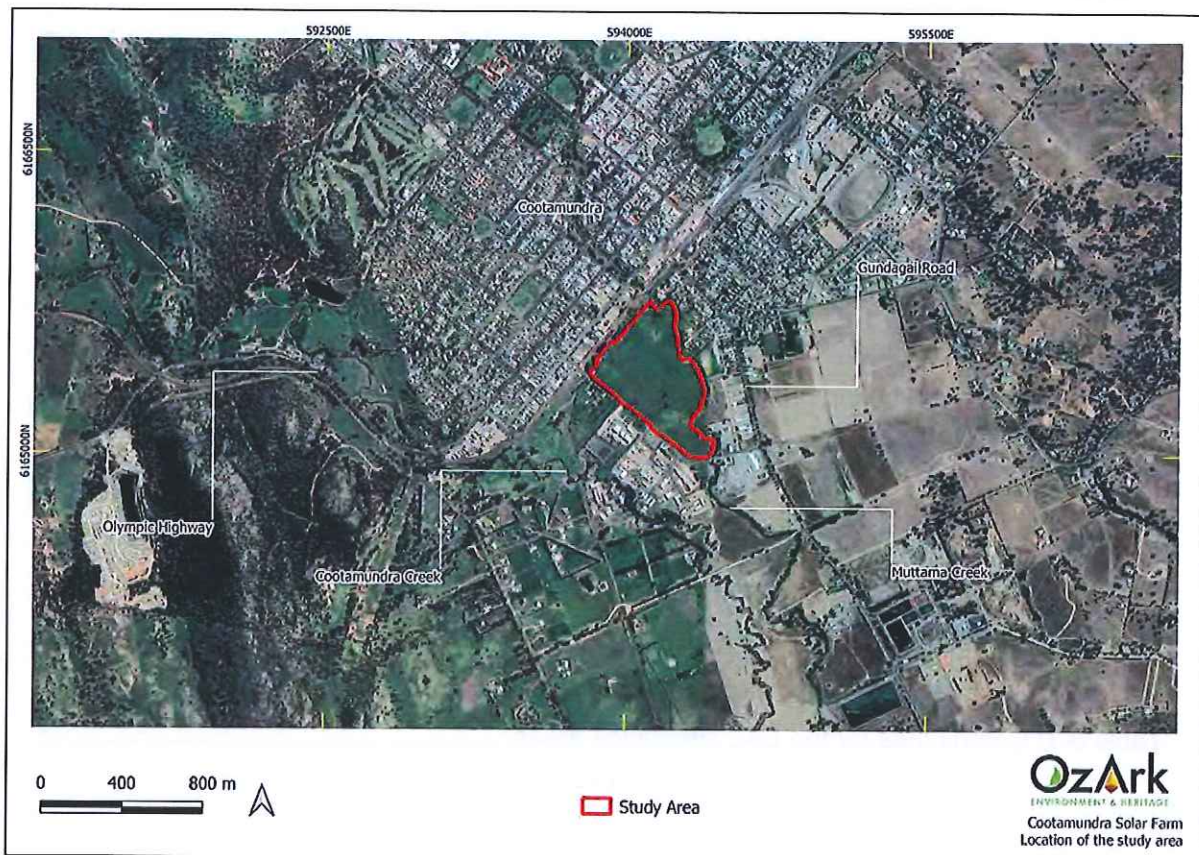 592500E
594000E
595500E
6166500N
6165000N
Cootamundra
Gundagai Road
Olympic Highway
Cootamundra Creek
Muttama Creek
0 400 800 m
Study Area
OzArk
ENVIRONMENT & HERITAGE
Cootamundra Solar Farm
Location of the study area